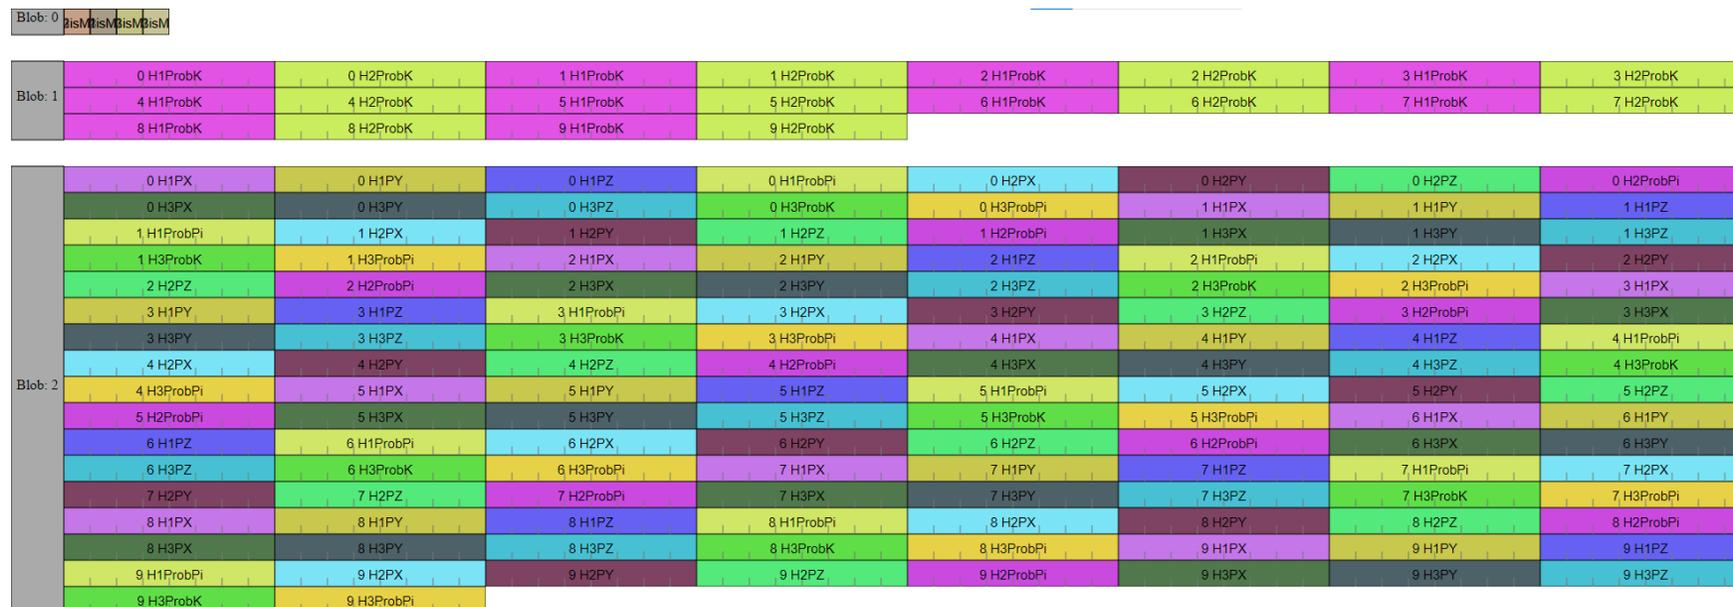 Blob: 0
0 H1ProbK 0 H2ProbK 1 H1ProbK 1 H2ProbK 2 H1ProbK 2 H2ProbK 3 H1ProbK 3 H2ProbK
Blob: 1 4 H1ProbK 4 H2ProbK 5 H1ProbK 5 H2ProbK 6 H1ProbK 6 H2ProbK 7 H1ProbK 7 H2ProbK
8 H1ProbK 8 H2ProbK 9 H1ProbK 9 H2ProbK
0 H1PX 0 H1PY 0 H1PZ 0 H1ProbPi 0 H2PX 0 H2PY 0 H2PZ 0 H2ProbPi
0 H3PX 0 H3PY 0 H3PZ 0 H3ProbK 0 H3ProbPi 1 H1PX 1 H1PY 1 H1PZ
1 H1ProbPi 1 H2PX 1 H2PY 1 H2PZ 1 H2ProbPi 1 H3PX 1 H3PY 1 H3PZ
1 H3ProbK 1 H3ProbPi 2 H1PX 2 H1PY 2 H1PZ 2 H1ProbPi 2 H2PX 2 H2PY
2 H2PZ 2 H2ProbPi 2 H3PX 2 H3PY 2 H3PZ 2 H3ProbK 2 H3ProbPi 3 H1PX
3 H1PY 3 H1PZ 3 H1ProbPi 3 H2PX 3 H2PY 3 H2PZ 3 H2ProbPi 3 H3PX
3 H3PY 3 H3PZ 3 H3ProbK 3 H3ProbPi 4 H1PX 4 H1PY 4 H1PZ 4 H1ProbPi
4 H2PX 4 H2PY 4 H2PZ 4 H2ProbPi 4 H3PX 4 H3PY 4 H3PZ 4 H3ProbK
Blob: 2 4 H3ProbPi 5 H1PX 5 H1PY 5 H1PZ 5 H1ProbPi 5 H2PX 5 H2PY 5 H2PZ
5 H2ProbPi 5 H3PX 5 H3PY 5 H3PZ 5 H3ProbK 5 H3ProbPi 6 H1PX 6 H1PY
6 H1PZ 6 H1ProbPi 6 H2PX 6 H2PY 6 H2PZ 6 H2ProbPi 6 H3PX 6 H3PY
6 H3PZ 6 H3ProbK 6 H3ProbPi 7 H1PX 7 H1PY 7 H1PZ 7 H1ProbPi 7 H2PX
7 H2PY 7 H2PZ 7 H2ProbPi 7 H3PX 7 H3PY 7 H3PZ 7 H3ProbK 7 H3ProbPi
8 H1PX 8 H1PY 8 H1PZ 8 H1ProbPi 8 H2PX 8 H2PY 8 H2PZ 8 H2ProbPi
8 H3PX 8 H3PY 8 H3PZ 8 H3ProbK 8 H3ProbPi 9 H1PX 9 H1PY 9 H1PZ
9 H1ProbPi 9 H2PX 9 H2PY 9 H2PZ 9 H2ProbPi 9 H3PX 9 H3PY 9 H3PZ
9 H3ProbK 9 H3ProbPi